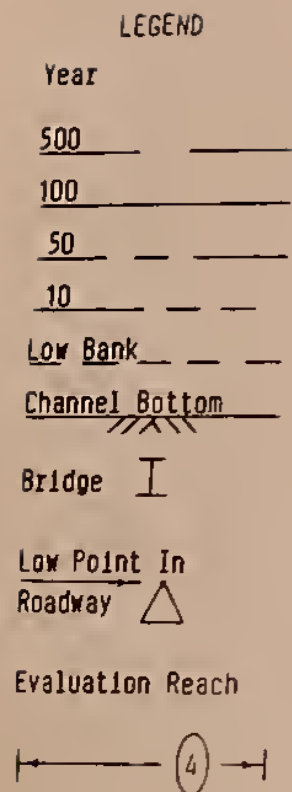 LEGEND
Year
500
100
50
10
Low Bank
Channel Bottom
Bridge
Low Point In
Roadway
Evaluation Reach
4